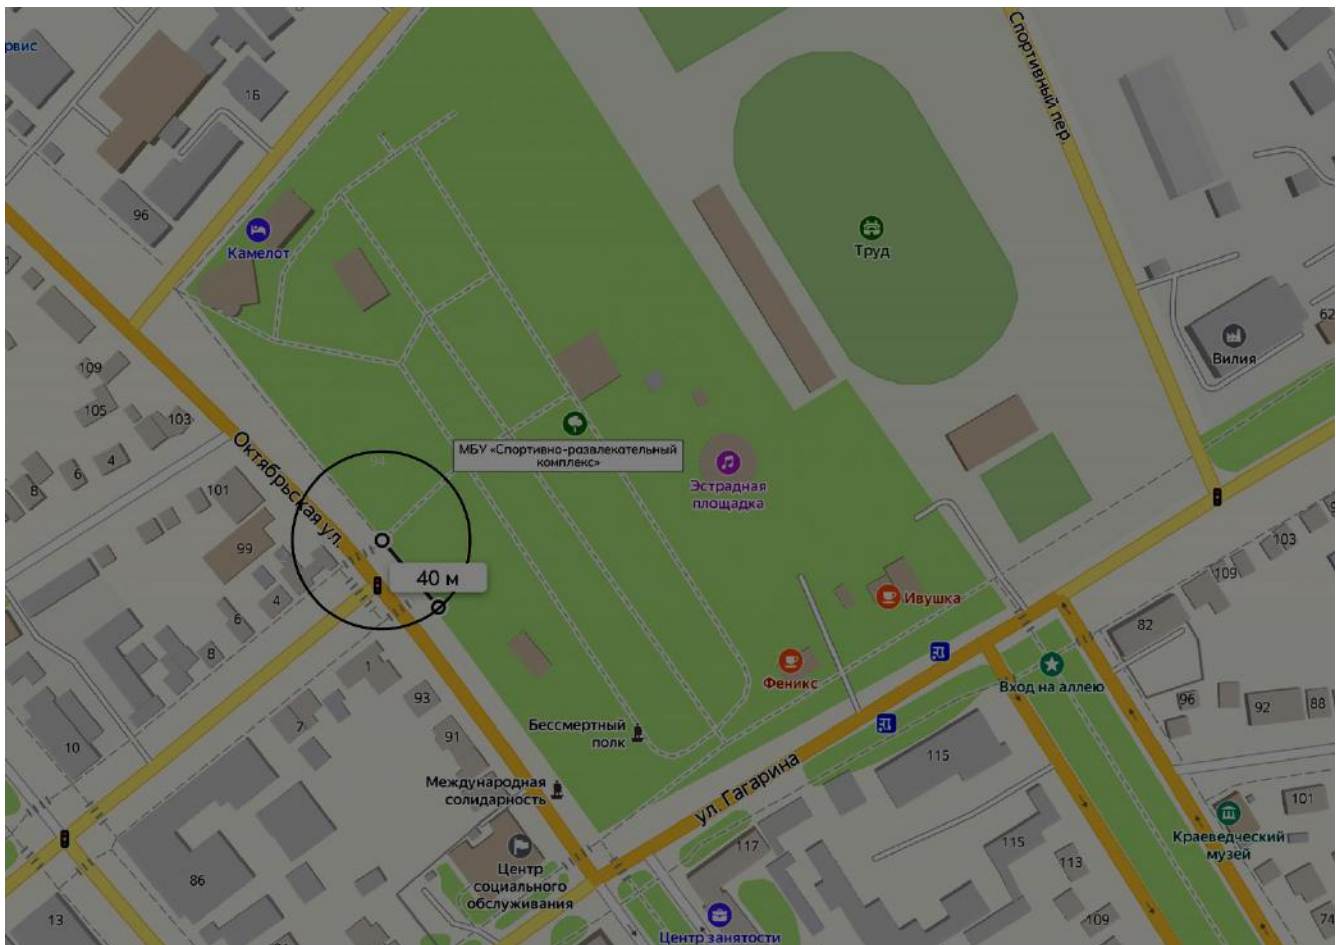 рвис
1Б
Спортивный пер.
96
Камелот
Труд
62
Вилия
109
105
103
Октябрьская ул.
94
МБУ «Спортивно-развлекательный
комплекс»
Эстрадная
площадка
4
6
8
101
99
40 м
4
6
8
Ивушка
103
109
82
1
Феникс
Вход на аллею
93
96
92
88
7
91
Бессмертный
полк
10
115
Международная
солидарность
ул. Гагарина
101
Краеведческий
музей
117
115
113
Центр
социального
обслуживания
86
13
109
74
Центр занятости